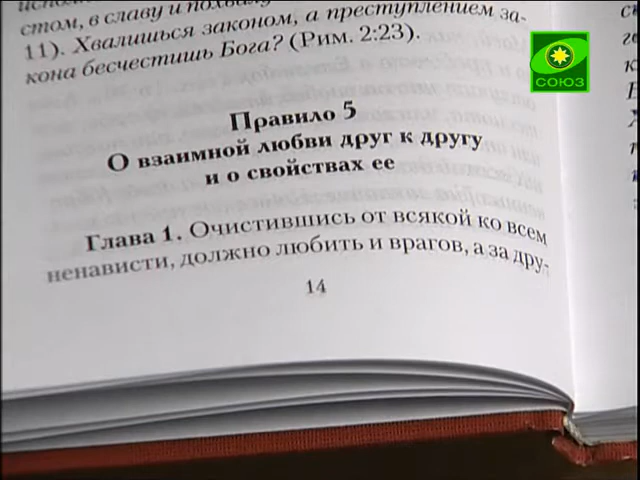 стом, в славу и похвалу
11). Хвалишься законом, а преступлением за-
кона бесчестишь Бога? (Рим. 2:23).
Правило 5
О взаимной любви друг к другу
и о свойствах ее
Глава 1. Очистившись от всякой ко всем
ненависти, должно любить и врагов, а за дру-
14
СОЮЗ